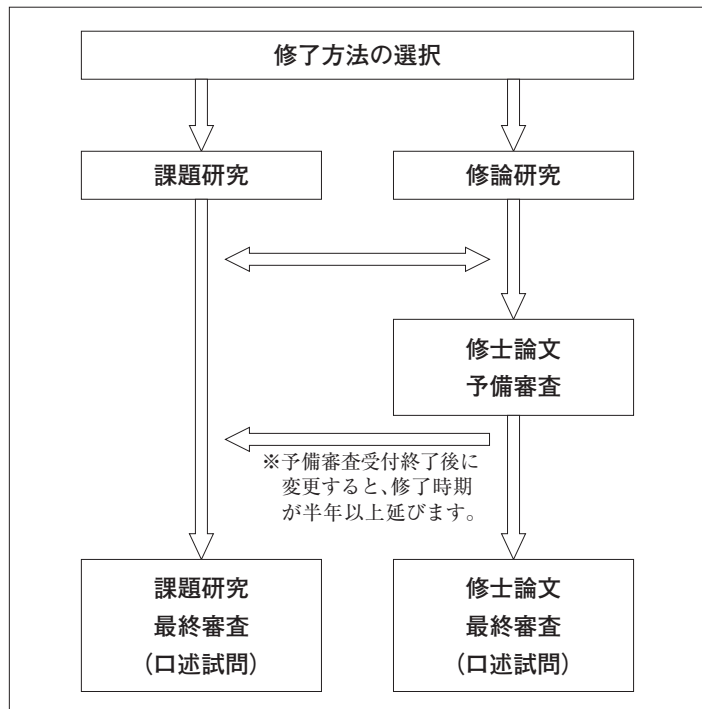 修了方法の選択
課題研究
修論研究
修士論文
予備審査
※予備審査受付終了後に
変更すると、修了時期
が半年以上延びます。
課題研究
最終審査
(口述試問)
修士論文
最終審査
(口述試問)